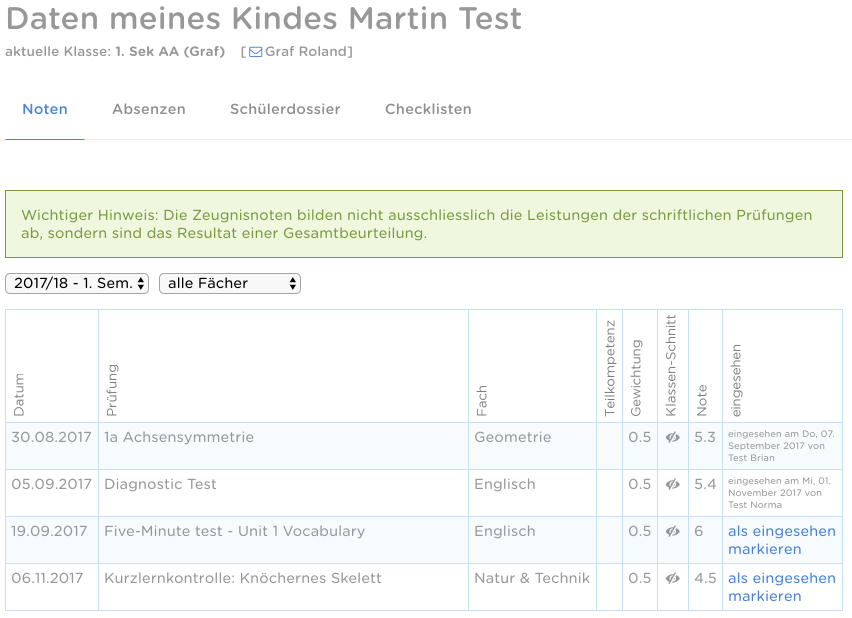 Daten meines Kindes Martin Test
aktuelle Klasse: 1. Sek AA (Graf) [ Graf Roland]
Noten Absenzen Schülerdossier Checklisten
Wichtiger Hinweis: Die Zeugnisnoten bilden nicht ausschliesslich die Leistungen der schriftlichen Prüfungen
ab, sondern sind das Resultat einer Gesamtbeurteilung.
2017/18 - 1. Sem. alle Fächer
Datum Prüfung Fach Teilkompetenz Gewichtung Klassen-Schnitt Note eingesehen
30.08.2017 1a Achsensymmetrie Geometrie 0.5 5.3 eingesehen am Do, 07.
September 2017 von
Test Brian
05.09.2017 Diagnostic Test Englisch 0.5 5.4 eingesehen am Mi, 01.
November 2017 von
Test Norma
19.09.2017 Five-Minute test - Unit 1 Vocabulary Englisch 0.5 6 als eingesehen
markieren
06.11.2017 Kurzlernkontrolle: Knöchernes Skelett Natur & Technik 0.5 4.5 als eingesehen
markieren